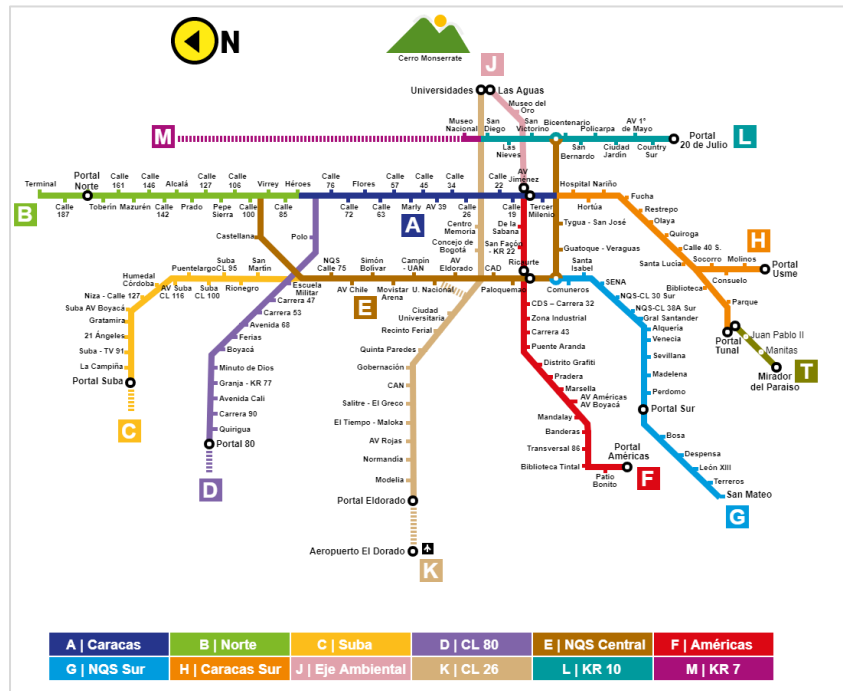 N
Cerro Monserrate
J
Universidades
Las Aguas
Museo del
Oro
M
Museo
Nacional
San
Diego
San
Victorino
Bicentenario
Policarpa
AV 1°
de Mayo
Portal
20 de Julio
L
Las
Nieves
San
Bernardo
Ciudad
Jardin
Country
Sur
Terminal
Portal
Norte
Calle
161
Calle
146
Alcalá
Calle
127
Calle
106
Virrey
Héroes
Calle
76
Flores
Calle
57
Calle
45
Calle
34
Calle
22
AV
Jiménez
Hospital
Nariño
B
Calle
187
Toberín
Mazurén
Calle
142
Prado
Pepe
Sierra
Calle
100
Calle
85
Calle
72
Calle
63
A
Marly
AV 39
Calle
26
Calle
19
Tercer
Milenio
Hortúa
Fucha
Restrepo
Olaya
Quiroga
Calle 40 S.
Santa Lucía
H
Socorro
Molinos
Consuelo
Portal
Usme
Biblioteca
Parque
Portal
Tunal
Juan Pablo II
Manitas
T
Mirador
del Paraiso
Castellana
Polo
Centro
Memoria
Concejo de
Bogotá
De la
Sabana
San Façon
- KR 22
Tygua - San José
Guatoque - Veraguas
Ricaurte
Santa
Isabel
Comuneros
SENA
NQS-CL 30 Sur
NQS-CL 38A Sur
Gral Santander
Alquería
Venecia
Sevillana
Madelena
Perdomo
Portal Sur
Bosa
Despensa
León XIII
Terreros
San Mateo
G
NQS
Calle 75
Simón
Bolívar
Campin
- UAN
AV
Eldorado
CAD
E
AV Chile
Movistar
Arena
U. Nacional
Paloquemao
Humedal
Córdoba
Puentelargo
Suba
CL 95
San
Martin
AV Suba
CL 116
Suba
CL 100
Rionegro
Niza - Calle 127
Suba AV Boyacá
Gratamira
21 Ángeles
Suba - TV 91
La Campiña
Portal Suba
C
Escuela
Militar
Carrera 47
Carrera 53
Avenida 68
Ferias
Boyacá
Minuto de Dios
Granja - KR 77
Avenida Cali
Carrera 90
Quirigua
Portal 80
D
Ciudad
Universitaria
Recinto Ferial
Quinta Paredes
Gobernación
CAN
Salitre - El Greco
El Tiempo - Maloka
AV Rojas
Normandía
Modelia
Portal Eldorado
Aeropuerto El Dorado
K
CDS – Carrera 32
Zona Industrial
Carrera 43
Puente Aranda
Distrito Grafiti
Pradera
Marsella
AV Américas
AV Boyacá
Mandalay
Banderas
Transversal 86
Biblioteca Tintal
Patio
Bonito
Portal
Américas
F
A | Caracas
B | Norte
C | Suba
D | CL 80
E | NQS Central
F | Américas
G | NQS Sur
H | Caracas Sur
J | Eje Ambiental
K | CL 26
L | KR 10
M | KR 7